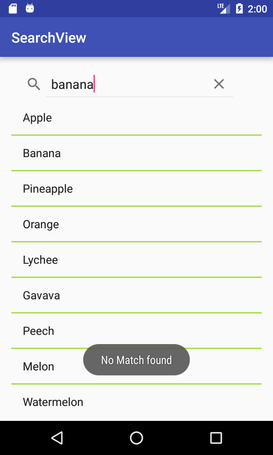 LTE 2:00
SearchView
banana
Apple
Banana
Pineapple
Orange
Lychee
Gavava
Peech
No Match found
Melon
Watermelon